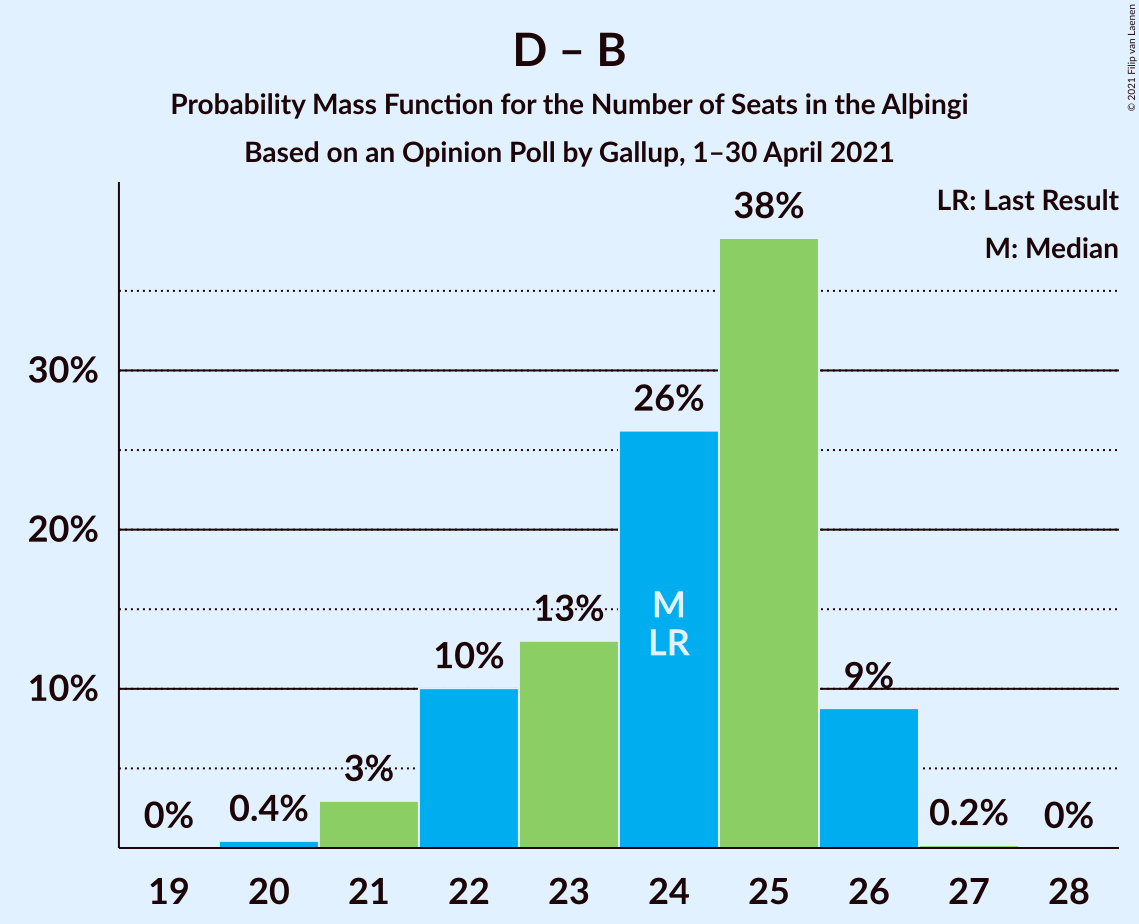 D – B
Probability Mass Function for the Number of Seats in the Alþingi
Based on an Opinion Poll by Gallup, 1–30 April 2021
© 2021 Filip van Laenen
LR: Last Result
M: Median
38%
30%
26%
20%
13%
M
LR
10%
10%
9%
3%
0%
0.4%
0.2%
0%
19 20 21 22 23 24 25 26 27 28